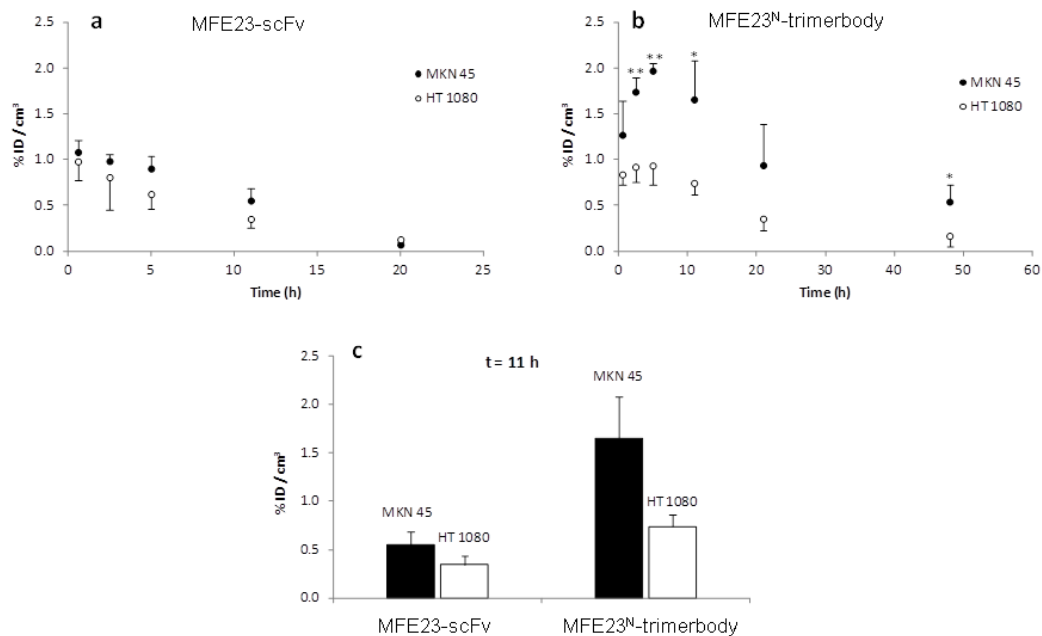 a
MFE23-scFv
2.5
2.0
1.5
1.0
0.5
0.0
% ID / cm³
MKN 45
HT 1080
0 5 10 15 20 25
Time (h)
b
MFE23ᴺ-trimerbody
2.5
2.0
1.5
1.0
0.5
0.0
% ID / cm³
** ** *
*
MKN 45
HT 1080
0 10 20 30 40 50 60
Time (h)
c
t = 11 h
2.5
2.0
1.5
1.0
0.5
0.0
% ID / cm³
MKN 45
HT 1080
MKN 45
HT 1080
MFE23-scFv
MFE23ᴺ-trimerbody